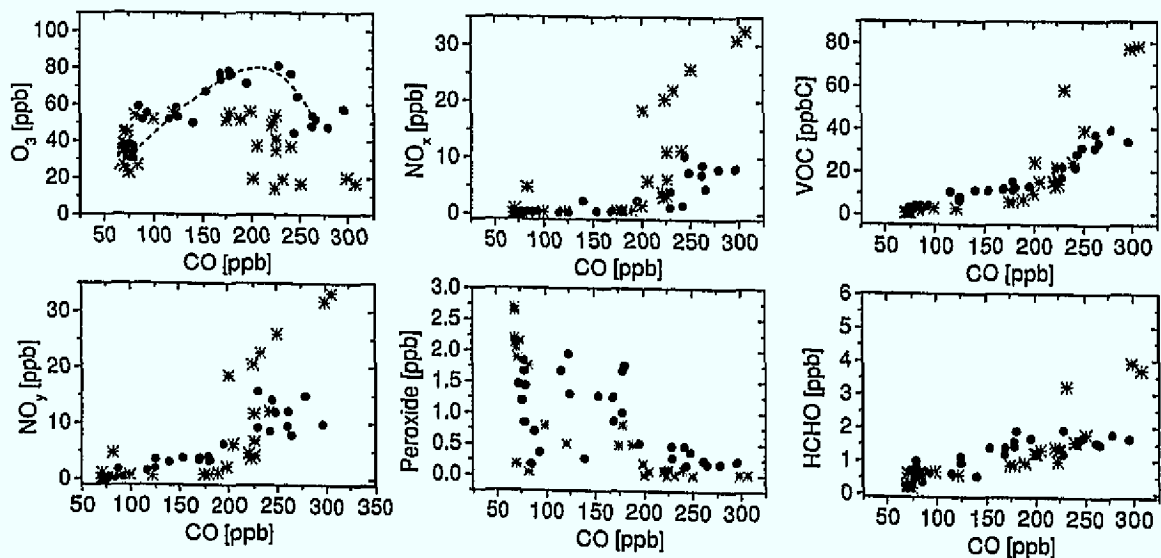 100
80
60
40
20
0
O₃ [ppb]
50 100 150 200 250 300
CO [ppb]
30
20
10
0
NOₓ [ppb]
50 100 150 200 250 300
CO [ppb]
80
60
40
20
0
VOC [ppbC]
50 100 150 200 250 300
CO [ppb]
30
20
10
0
NOᵧ [ppb]
50 100 150 200 250 300 350
CO [ppb]
3.0
2.5
2.0
1.5
1.0
0.5
0.0
Peroxide [ppb]
50 100 150 200 250 300
CO [ppb]
6
5
4
3
2
1
0
HCHO [ppb]
50 100 150 200 250 300
CO [ppb]